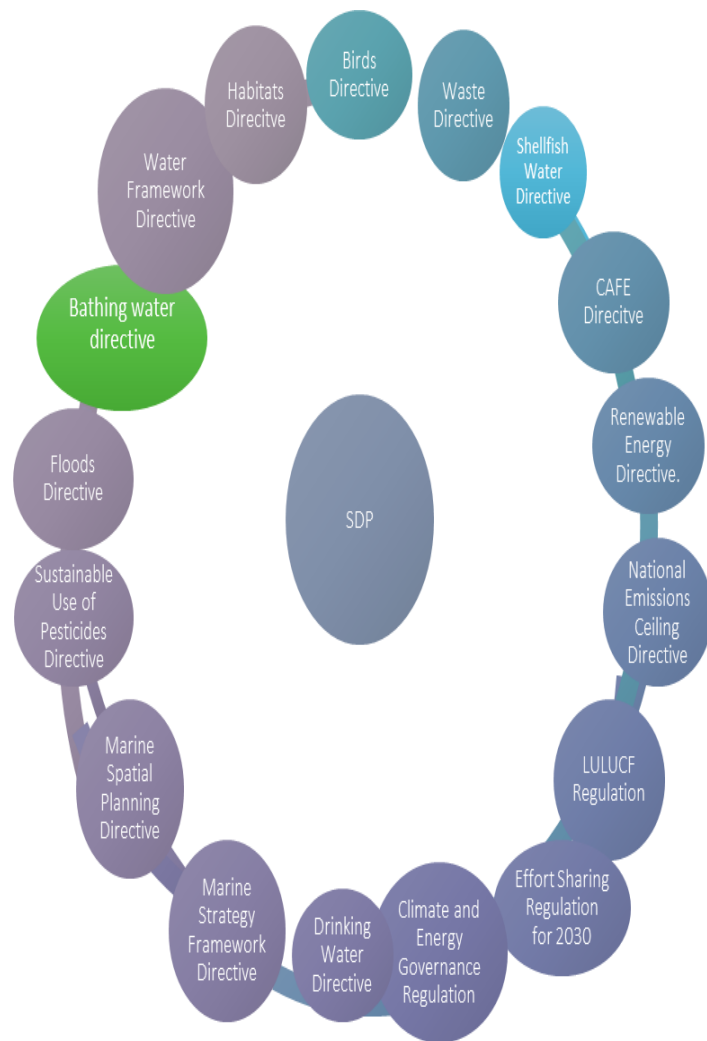 Birds
Directive
Waste
Directive
Shellfish
Water
Directive
CAFE
Direcitve
Renewable
Energy
Directive.
National
Emissions
Ceiling
Directive
LULUCF
Regulation
Effort Sharing
Regulation
for 2030
Climate and
Energy
Governance
Regulation
Drinking
Water
Directive
Marine
Strategy
Framework
Directive
Marine
Spatial
Planning
Directive
Sustainable
Use of
Pesticides
Directive
Floods
Directive
Bathing water
directive
Water
Framework
Directive
Habitats
Direcitve
SDP